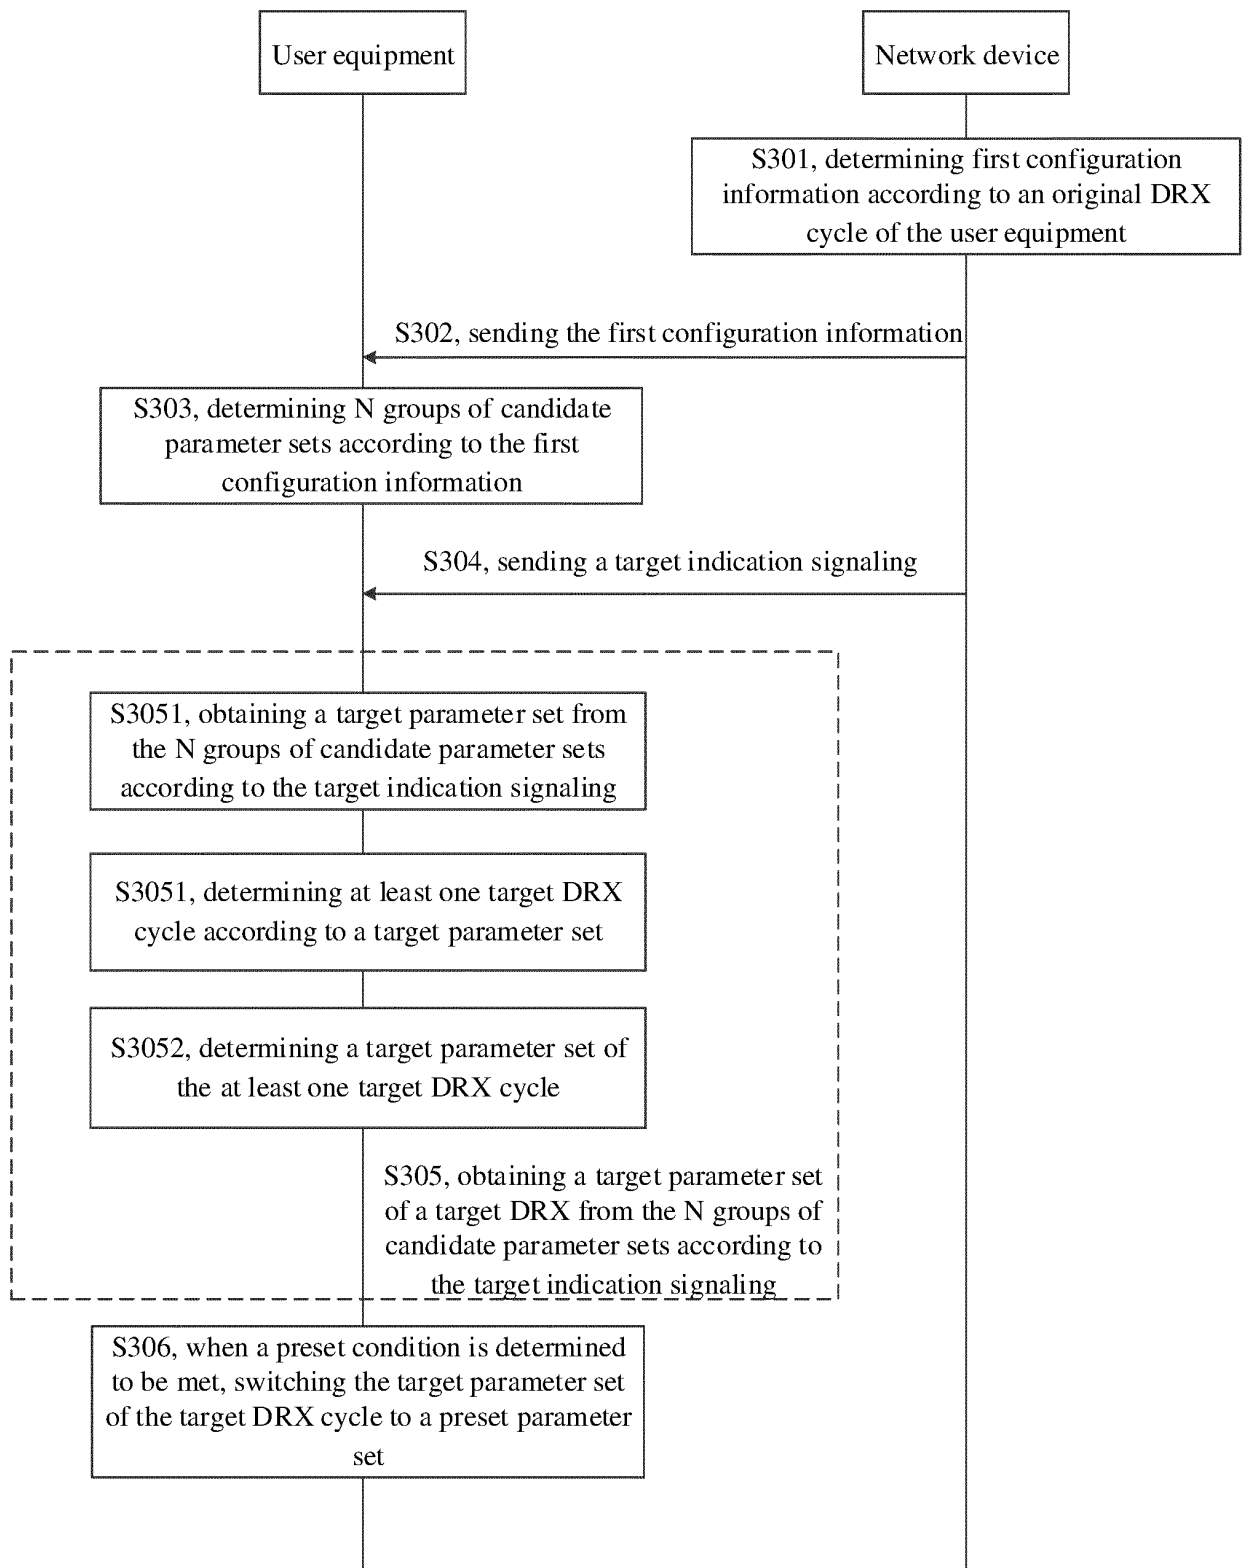 User equipment
Network device
S301, determining first configuration
information according to an original DRX
cycle of the user equipment
S302, sending the first configuration information
S303, determining N groups of candidate
parameter sets according to the first
configuration information
S304, sending a target indication signaling
S3051, obtaining a target parameter set from
the N groups of candidate parameter sets
according to the target indication signaling
S3051, determining at least one target DRX
cycle according to a target parameter set
S3052, determining a target parameter set of
the at least one target DRX cycle
S305, obtaining a target parameter set
of a target DRX from the N groups of
candidate parameter sets according to
the target indication signaling
S306, when a preset condition is determined
to be met, switching the target parameter set
of the target DRX cycle to a preset parameter
set